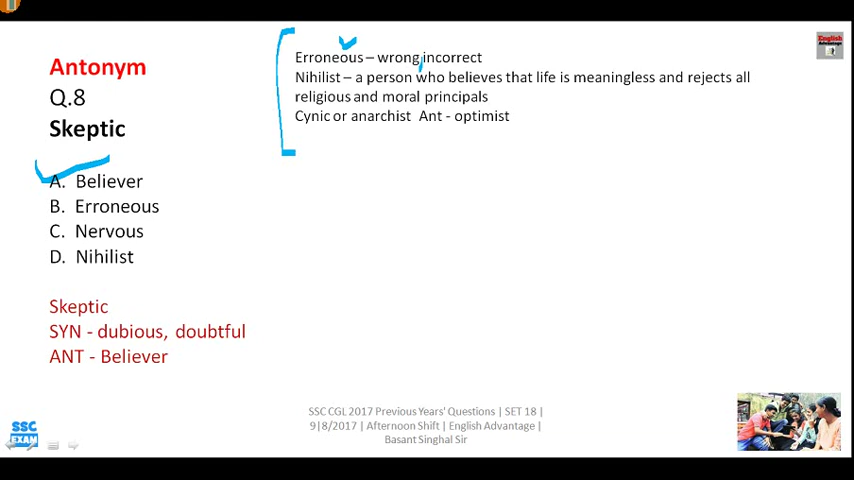 Antonym
Q.8
Skeptic
A. Believer
B. Erroneous
C. Nervous
D. Nihilist
Skeptic
SYN - dubious, doubtful
ANT - Believer
Erroneous – wrong incorrect
Nihilist – a person who believes that life is meaningless and rejects all
religious and moral principals
Cynic or anarchist Ant - optimist
English
Advantage
SSC CGL 2017 Previous Years' Questions | SET 18 |
9|8/2017 | Afternoon Shift | English Advantage |
Basant Singhal Sir
SSC
EXAM